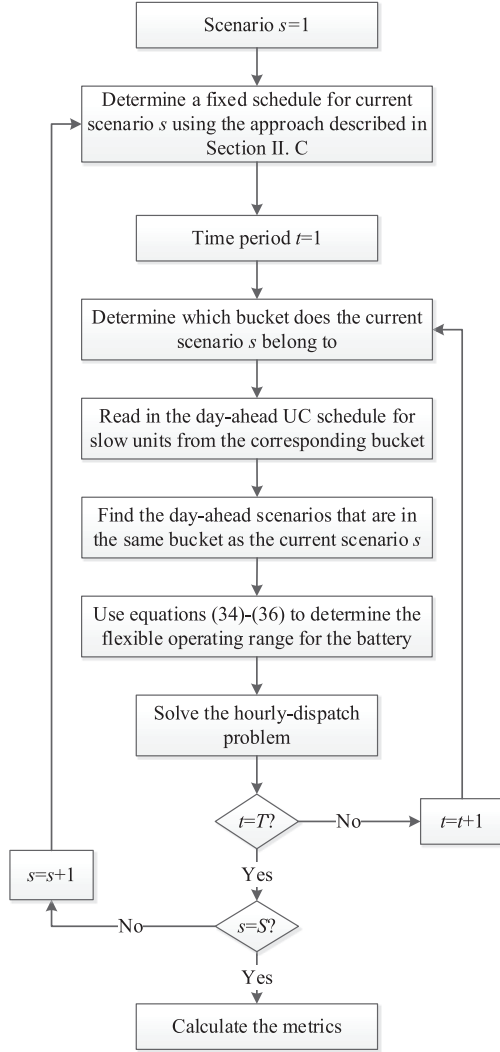 Scenario s=1
Determine a fixed schedule for current
scenario s using the approach described in
Section II. C
Time period t=1
Determine which bucket does the current
scenario s belong to
Read in the day-ahead UC schedule for
slow units from the corresponding bucket
Find the day-ahead scenarios that are in
the same bucket as the current scenario s
Use equations (34)-(36) to determine the
flexible operating range for the battery
Solve the hourly-dispatch
problem
t=T?
No
t=t+1
Yes
s=s+1
No
s=S?
Yes
Calculate the metrics